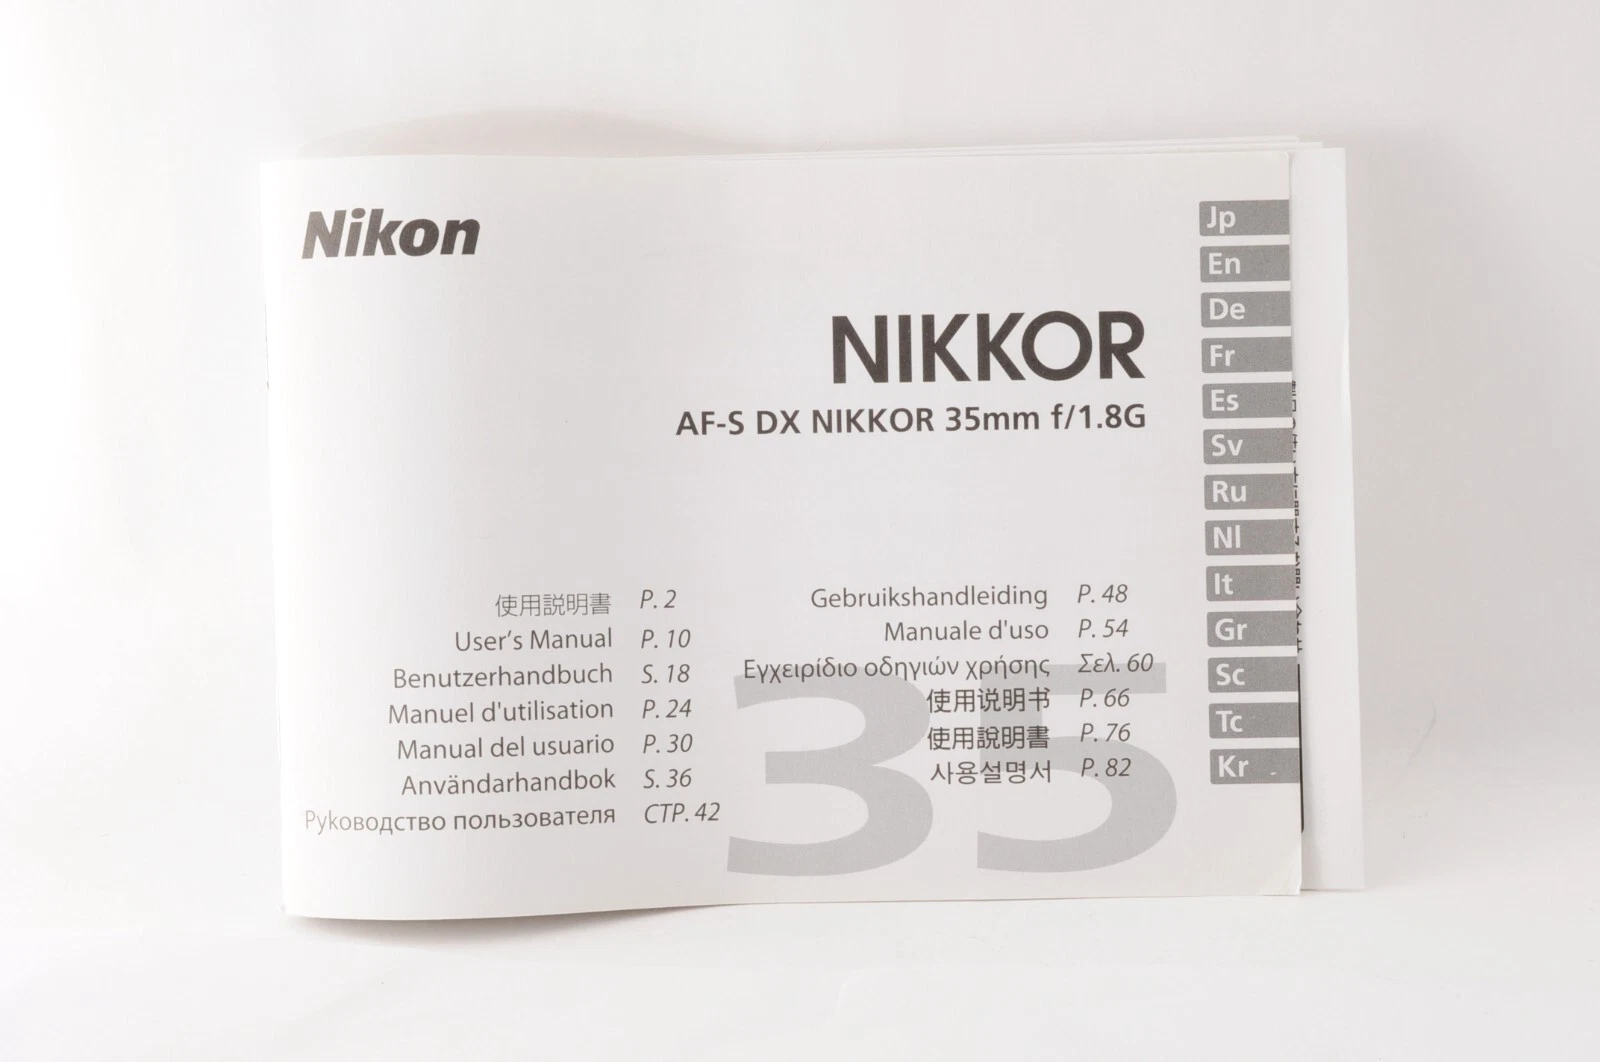 Nikon
NIKKOR
AF-S DX NIKKOR 35mm f/1.8G
使用説明書 P. 2
User's Manual P. 10
Benutzerhandbuch S. 18
Manuel d'utilisation P. 24
Manual del usuario P. 30
Användarhandbok S. 36
Руководство пользователя СТР. 42
Gebruikshandleiding P. 48
Manuale d'uso P. 54
Εγχειρίδιο οδηγιών χρήσης Σελ. 60
使用说明书 P. 66
使用說明書 P. 76
사용설명서 P. 82
35
Jp
En
De
Fr
Es
Sv
Ru
Nl
It
Gr
Sc
Tc
Kr